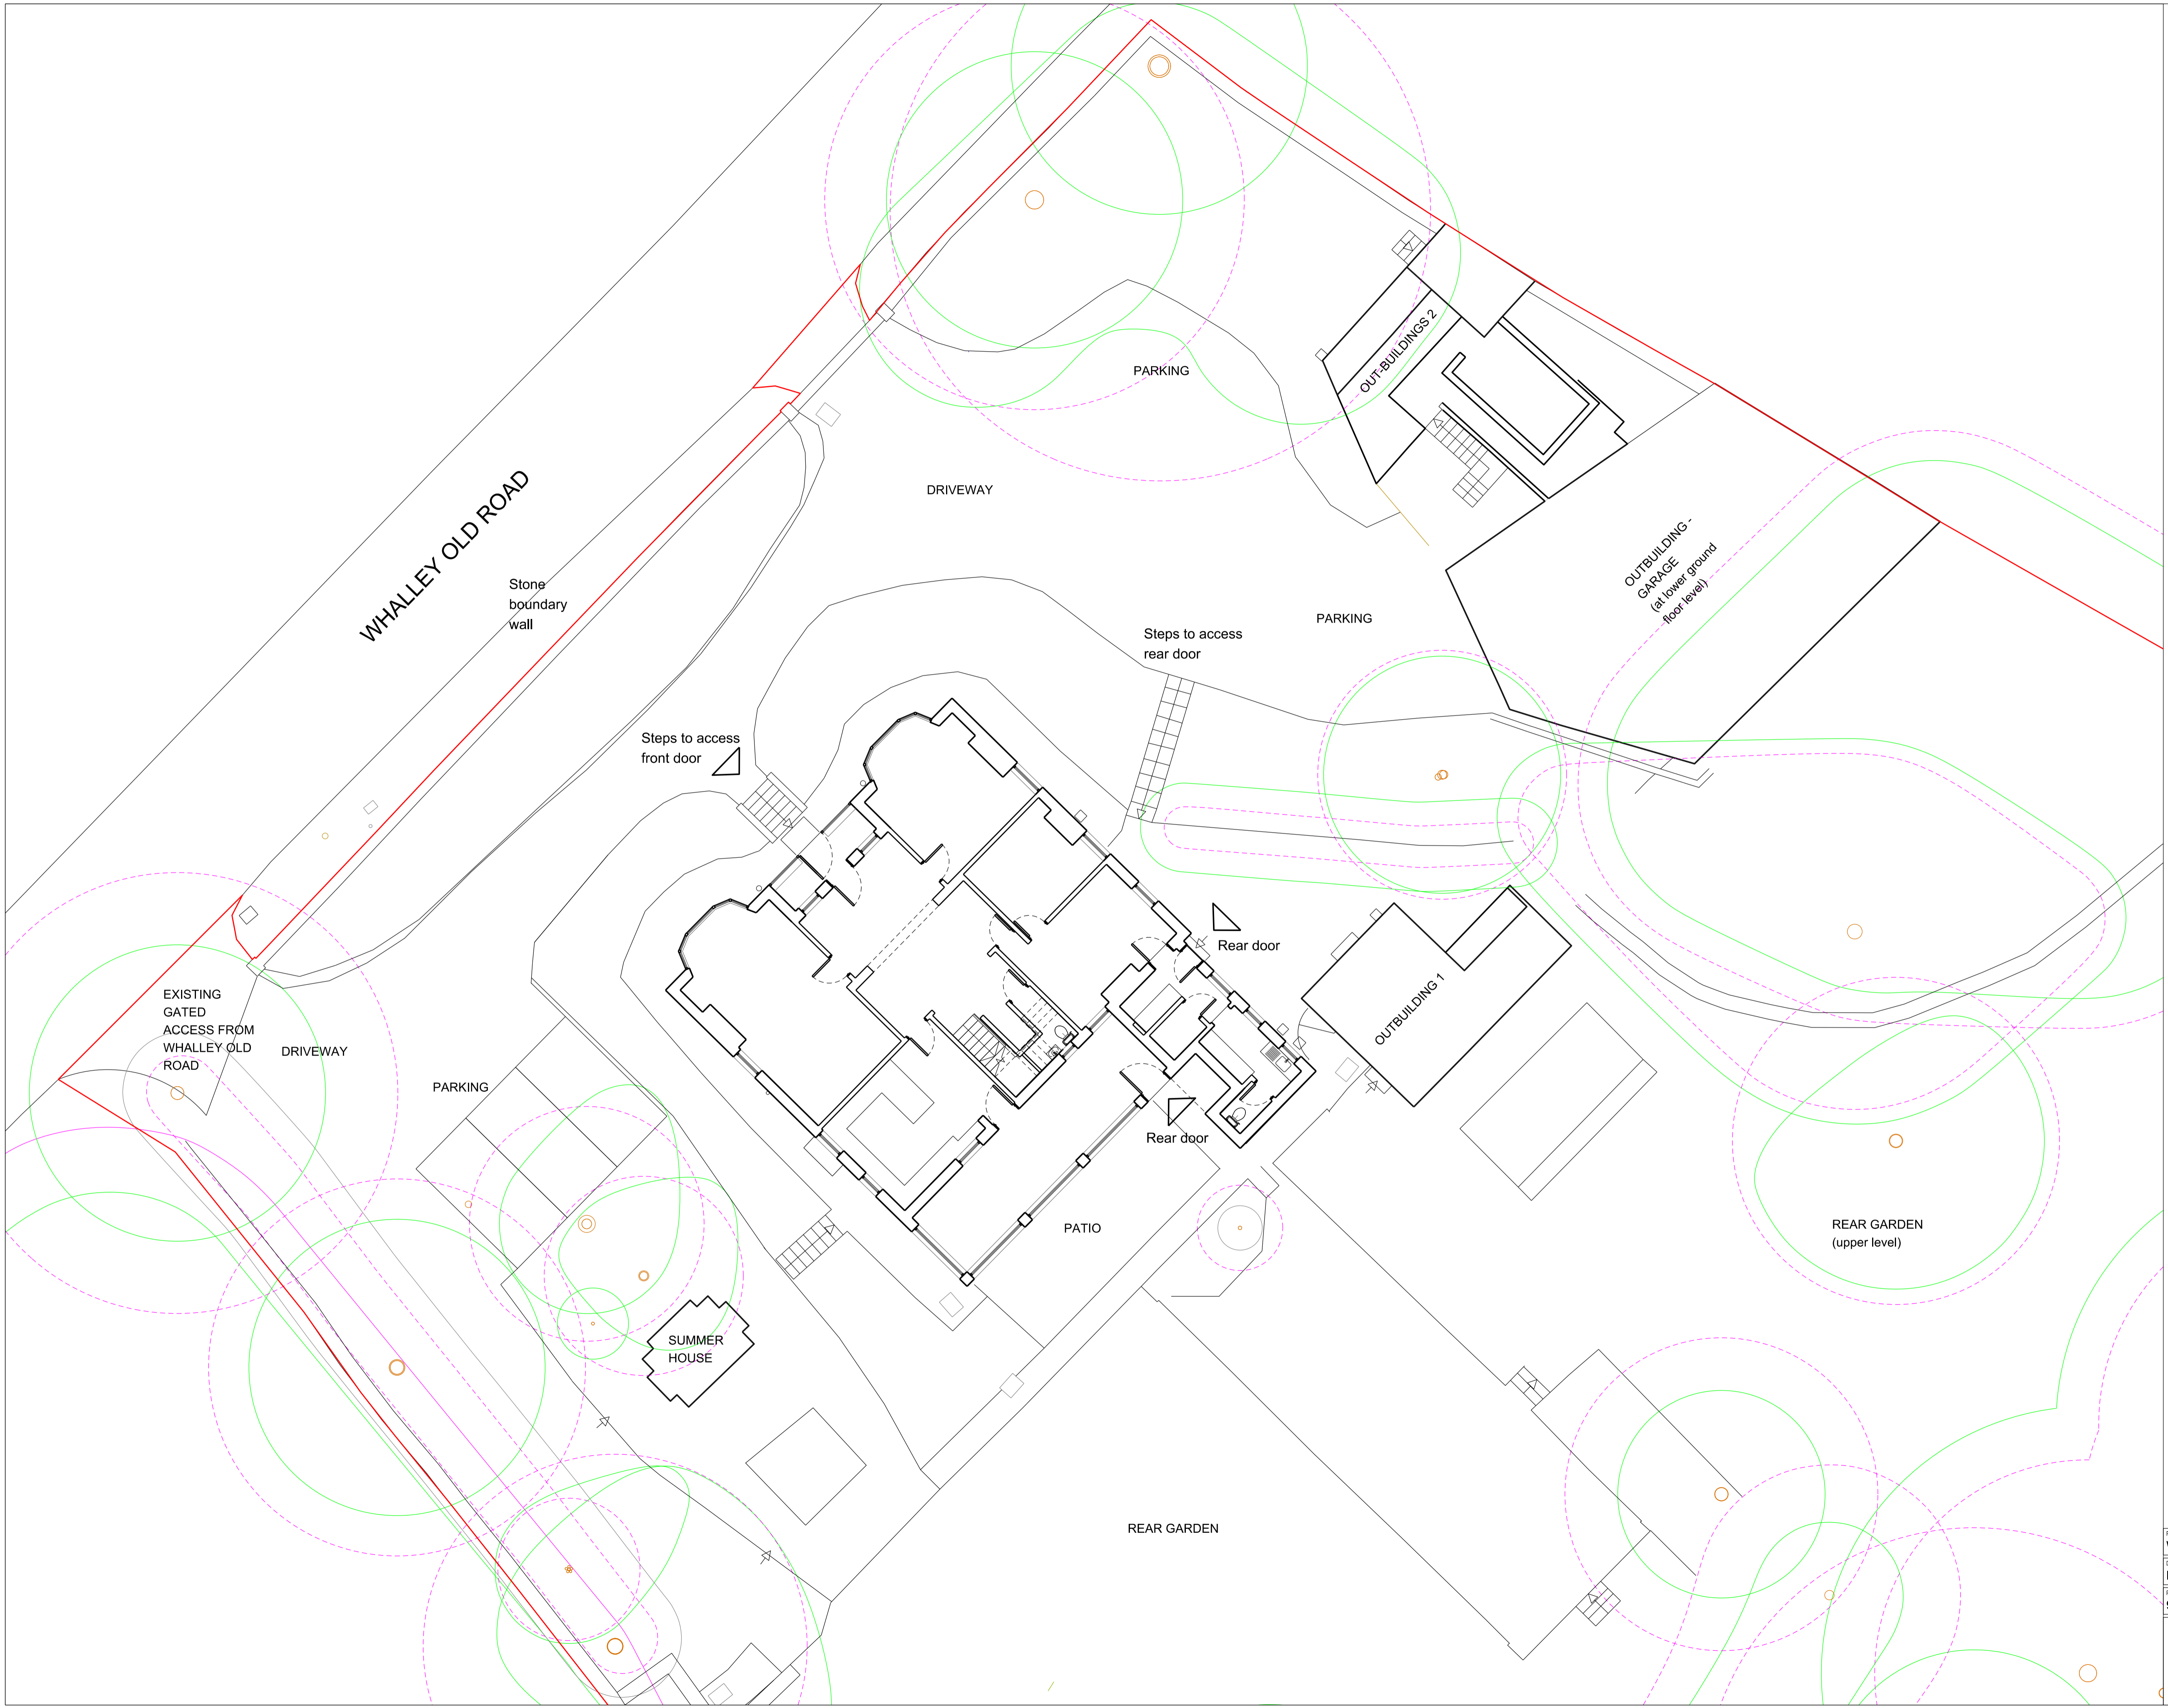 PARKING
OUT-BUILDINGS 2
DRIVEWAY
WHALLEY OLD ROAD
Stone
boundary
wall
OUTBUILDING -
GARAGE
(at lower ground
floor level)
PARKING
Steps to access
rear door
Steps to access
front door
Rear door
OUTBUILDING 1
EXISTING
GATED
ACCESS FROM
WHALLEY OLD
ROAD
DRIVEWAY
PARKING
Rear door
PATIO
REAR GARDEN
(upper level)
SUMMER
HOUSE
REAR GARDEN